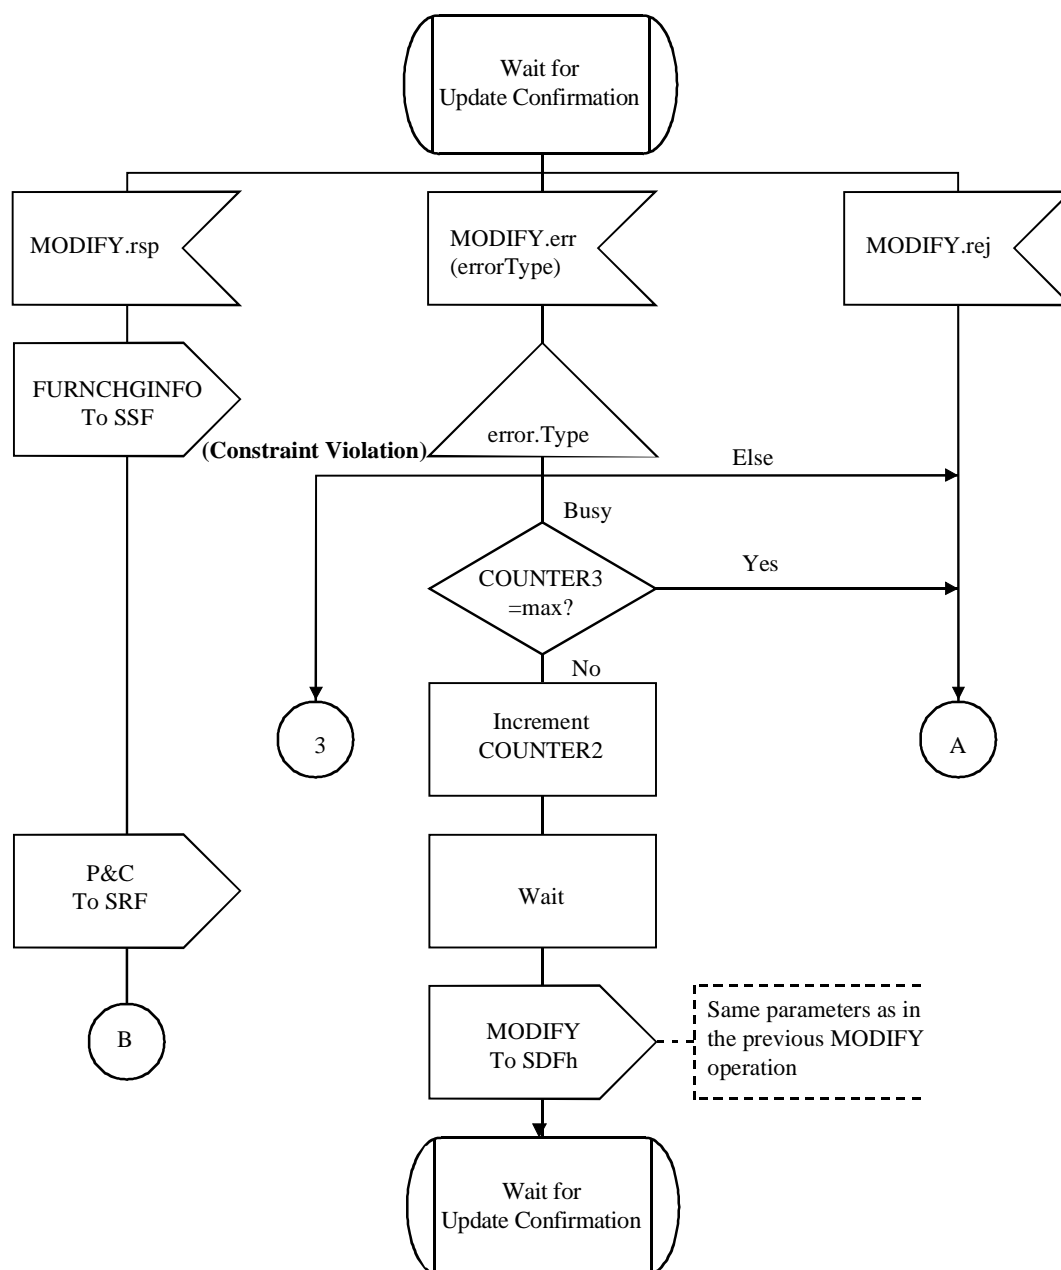 Wait for
Update Confirmation
MODIFY.rsp
MODIFY.err
(errorType)
MODIFY.rej
FURNCHGINFO
To SSF
error.Type
(Constraint Violation)
Else
Busy
COUNTER3
=max?
Yes
No
Increment
COUNTER2
3
A
P&C
To SRF
Wait
B
MODIFY
To SDFh
Same parameters as in
the previous MODIFY
operation
Wait for
Update Confirmation